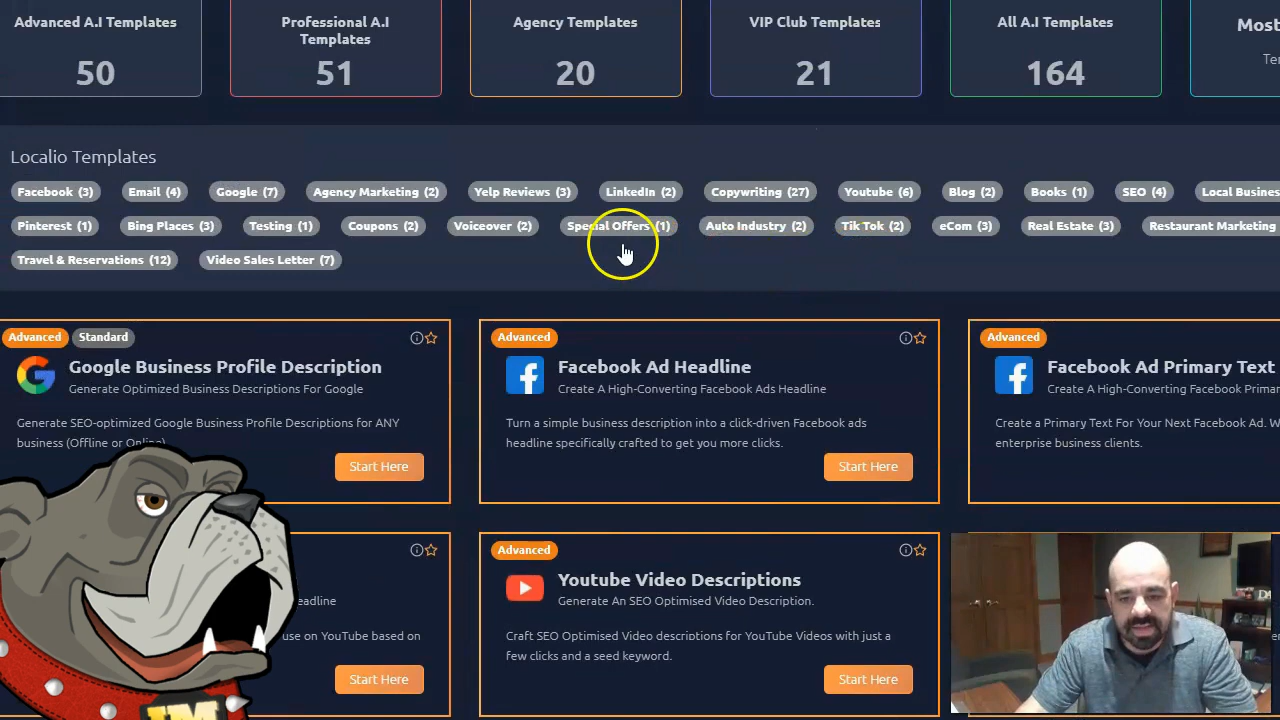 Advanced A.I Templates
50
Professional A.I
Templates
51
Agency Templates
20
VIP Club Templates
21
All A.I Templates
164
Most
Localio Templates
Facebook (3) Email (4) Google (7) Agency Marketing (2) Yelp Reviews (3) LinkedIn (2) Copywriting (27) Youtube (6) Blog (2) Books (1) SEO (4) Local Busines
Pinterest (1) Bing Places (3) Testing (1) Coupons (2) Voiceover (2) Special Offers (1) Auto Industry (2) Tik Tok (2) eCom (3) Real Estate (3) Restaurant Marketing
Travel & Reservations (12) Video Sales Letter (7)
Advanced Standard
Google Business Profile Description
Generate Optimized Business Descriptions For Google
Generate SEO-optimized Google Business Profile Descriptions for ANY
business (Offline or Online).
Start Here
Advanced
Facebook Ad Headline
Create A High-Converting Facebook Ads Headline
Turn a simple business description into a click-driven Facebook ads
headline specifically crafted to get you more clicks.
Start Here
Advanced
Facebook Ad Primary Text
Create A High-Converting Facebook Primar
Create a Primary Text For Your Next Facebook Ad. W
enterprise business clients.
eadline
use on YouTube based on
Start Here
Advanced
Youtube Video Descriptions
Generate An SEO Optimised Video Description.
Craft SEO Optimised Video descriptions for YouTube Videos with just a
few clicks and a seed keyword.
Start Here
IM